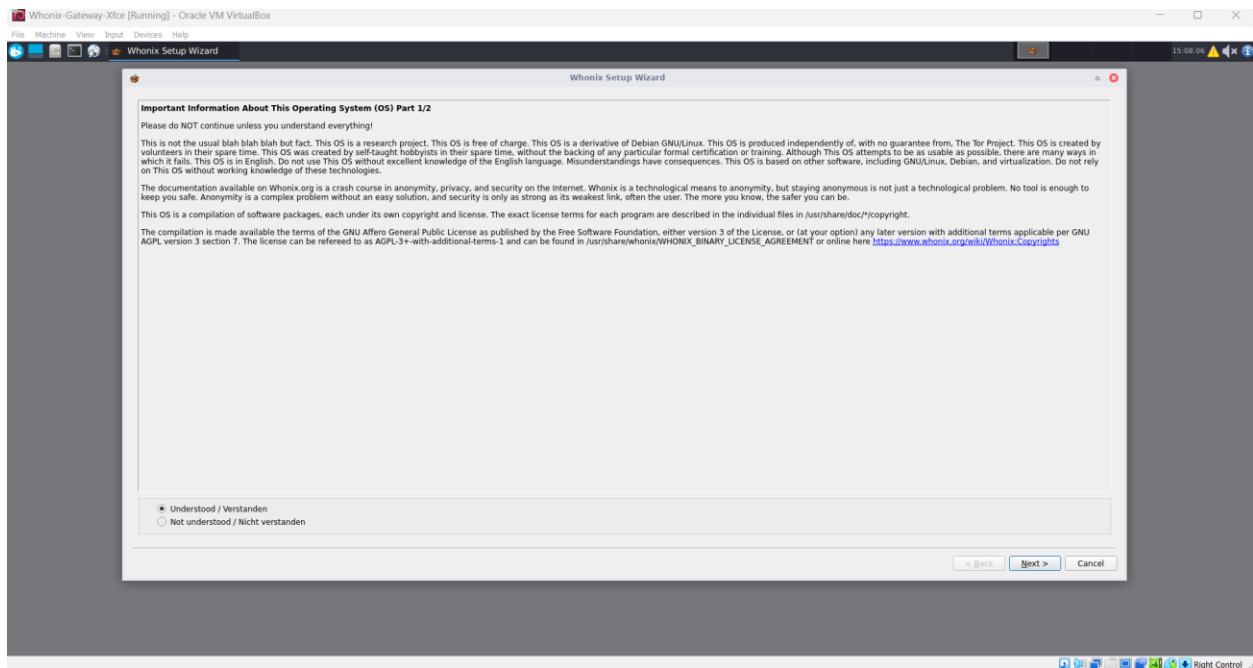 Whonix-Gateway-Xfce [Running] - Oracle VM VirtualBox
File Machine View Input Devices Help
Whonix Setup Wizard
15:08:06
Whonix Setup Wizard
Important Information About This Operating System (OS) Part 1/2
Please do NOT continue unless you understand everything!
This is not the usual blah blah blah but fact. This OS is a research project. This OS is free of charge. This OS is a derivative of Debian GNU/Linux. This OS is produced independently of, with no guarantee from, The Tor Project. This OS is created by
volunteers in their spare time. This OS was created by self-taught hobbyists in their spare time, without the backing of any particular formal certification or training. Although This OS attempts to be as usable as possible, there are many ways in
which it fails. This OS is in English. Do not use This OS without excellent knowledge of the English language. Misunderstandings have consequences. This OS is based on other software, including GNU/Linux, Debian, and virtualization. Do not rely
on This OS without working knowledge of these technologies.
The documentation available on Whonix.org is a crash course in anonymity, privacy, and security on the Internet. Whonix is a technological means to anonymity, but staying anonymous is not just a technological problem. No tool is enough to
keep you safe. Anonymity is a complex problem without an easy solution, and security is only as strong as its weakest link, often the user. The more you know, the safer you can be.
This OS is a compilation of software packages, each under its own copyright and license. The exact license terms for each program are described in the individual files in /usr/share/doc/*/copyright.
The compilation is made available the terms of the GNU Affero General Public License as published by the Free Software Foundation, either version 3 of the License, or (at your option) any later version with additional terms applicable per GNU
AGPL version 3 section 7. The license can be refereed to as AGPL-3+-with-additional-terms-1 and can be found in /usr/share/whonix/WHONIX_BINARY_LICENSE_AGREEMENT or online here https://www.whonix.org/wiki/Whonix:Copyrights
Understood / Verstanden
Not understood / Nicht verstanden
< Back Next > Cancel
Right Control